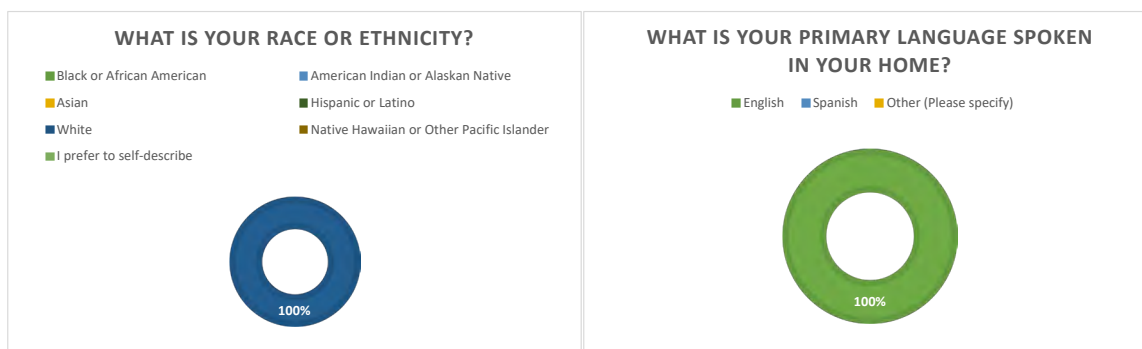 WHAT IS YOUR RACE OR ETHNICITY?
Black or African American
American Indian or Alaskan Native
Asian
Hispanic or Latino
White
Native Hawaiian or Other Pacific Islander
I prefer to self-describe
100%
WHAT IS YOUR PRIMARY LANGUAGE SPOKEN
IN YOUR HOME?
English Spanish Other (Please specify)
100%